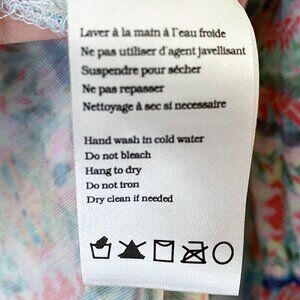 Laver à la main à l'eau froide
Ne pas utiliser d'agent javellisant
Suspendre pour sécher
Ne pas repasser
Nettoyage à sec si necessaire
Hand wash in cold water
Do not bleach
Hang to dry
Do not iron
Dry clean if needed